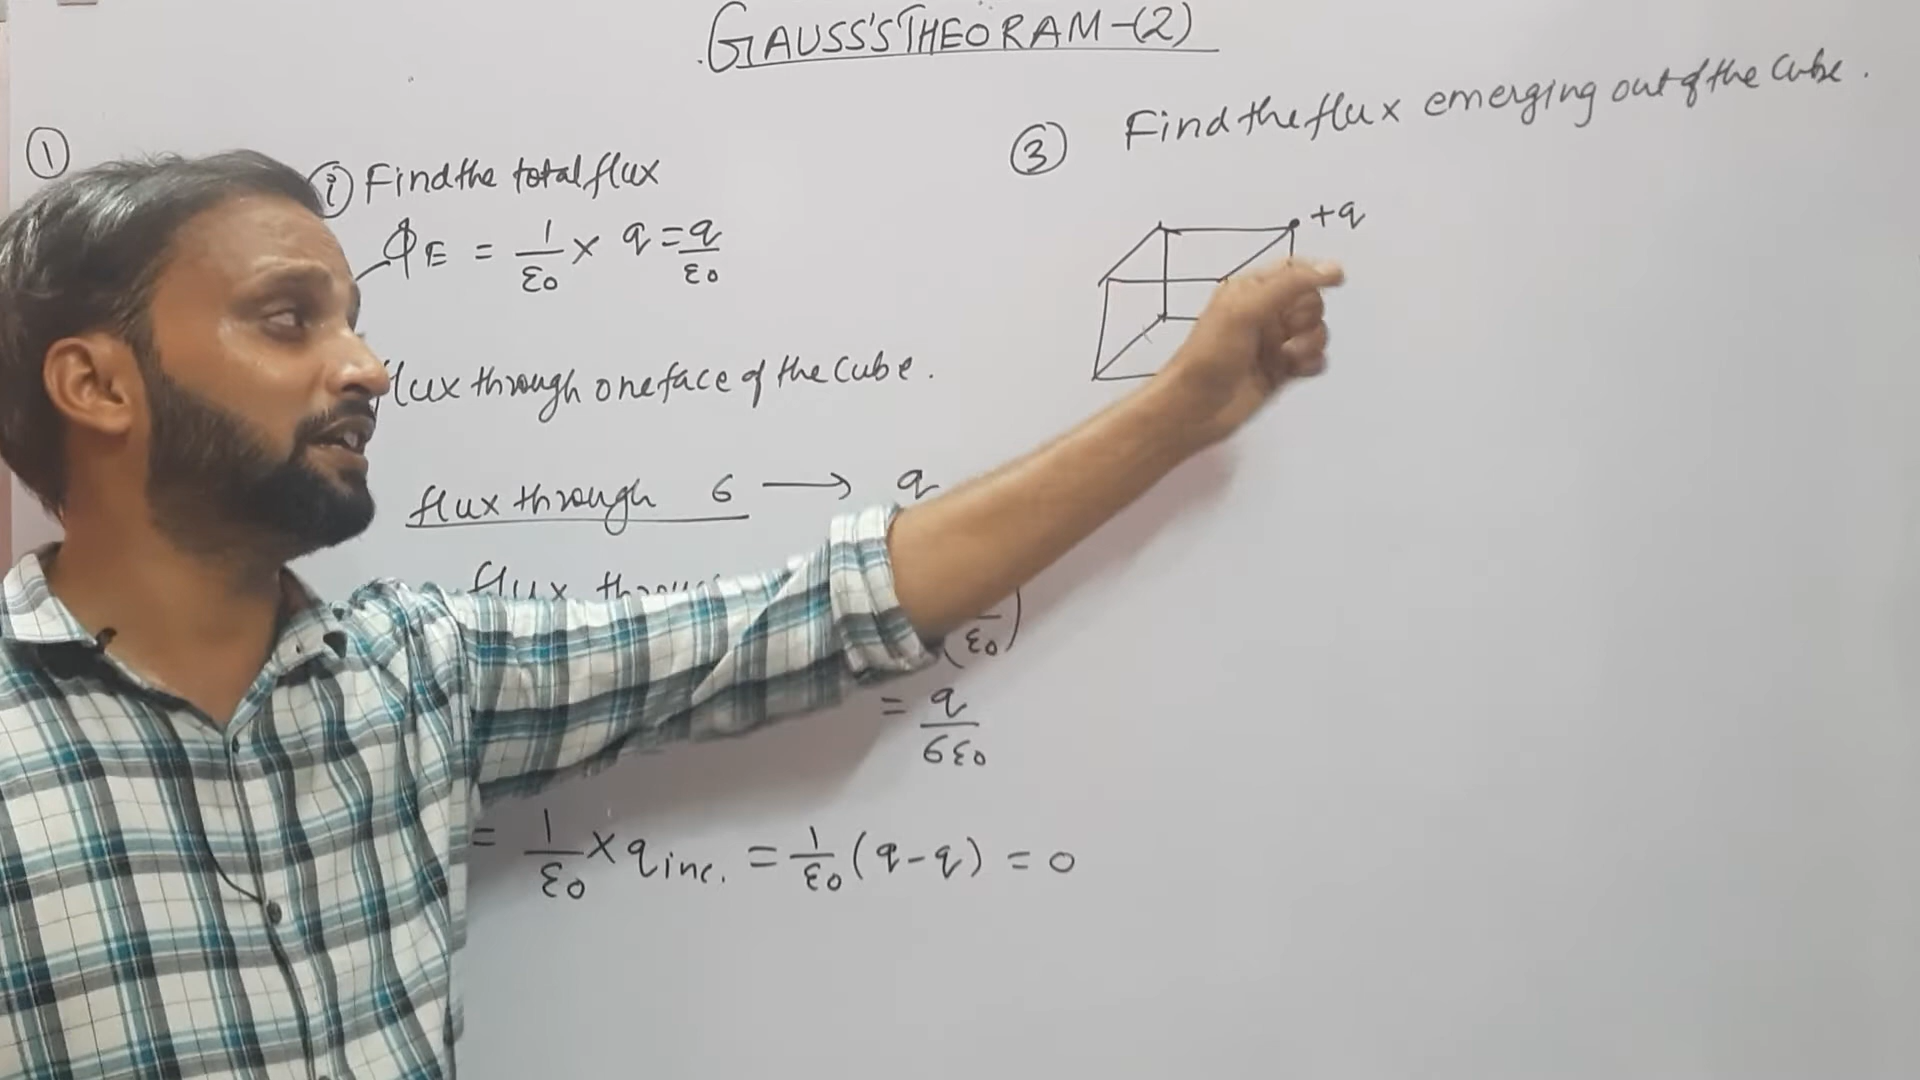 GAUSS'S THEORAM-(2)
①
ⓘ Find the total flux
ΦE = 1/ε0 × q = q/ε0
flux through one face of the Cube.
flux through 6 ⟶ q
flux
ε0)
= q/6ε0
= 1/ε0 × qinc. = 1/ε0 (q-q) = 0
③ Find the flux emerging out of the Cube.
+q